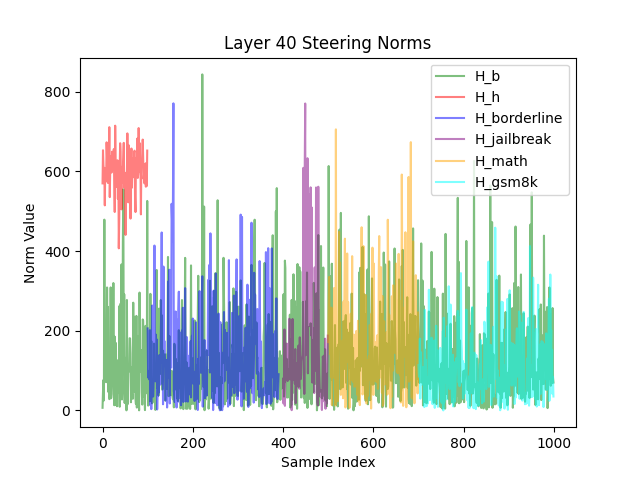 Layer 40 Steering Norms
H_b
H_h
H_borderline
H_jailbreak
H_math
H_gsm8k
Norm Value
800
600
400
200
0
0
200
400
600
800
1000
Sample Index